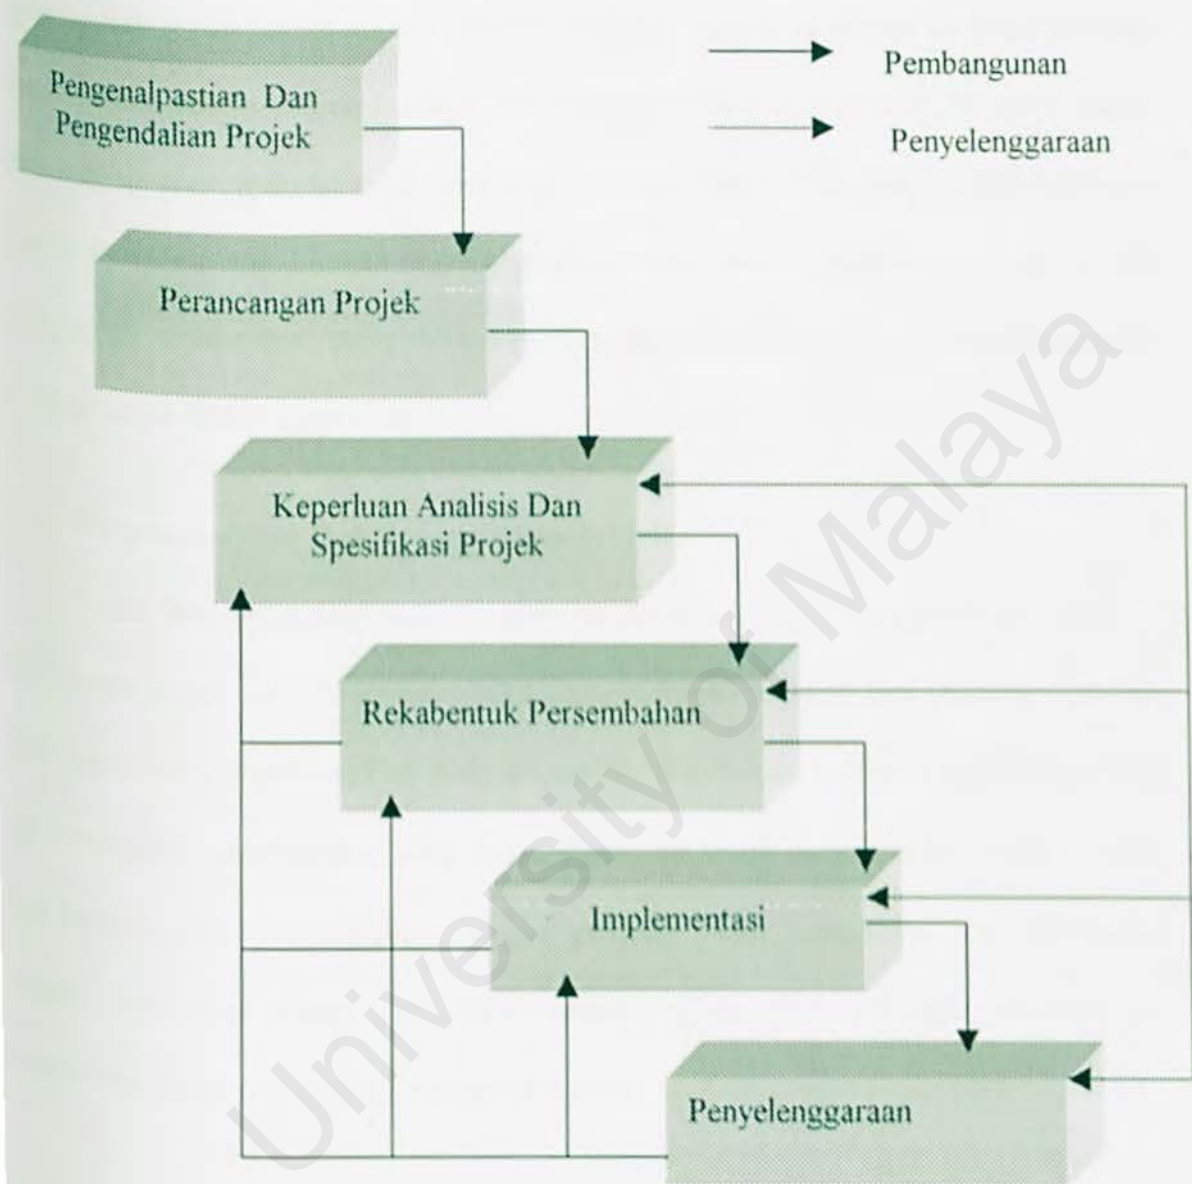 Pengenalpastian Dan
Pengendalian Projek
Pembangunan
Penyelenggaraan
Perancangan Projek
Keperluan Analisis Dan
Spesifikasi Projek
Rekabentuk Persembahan
Implementasi
Penyelenggaraan
University of Malaya